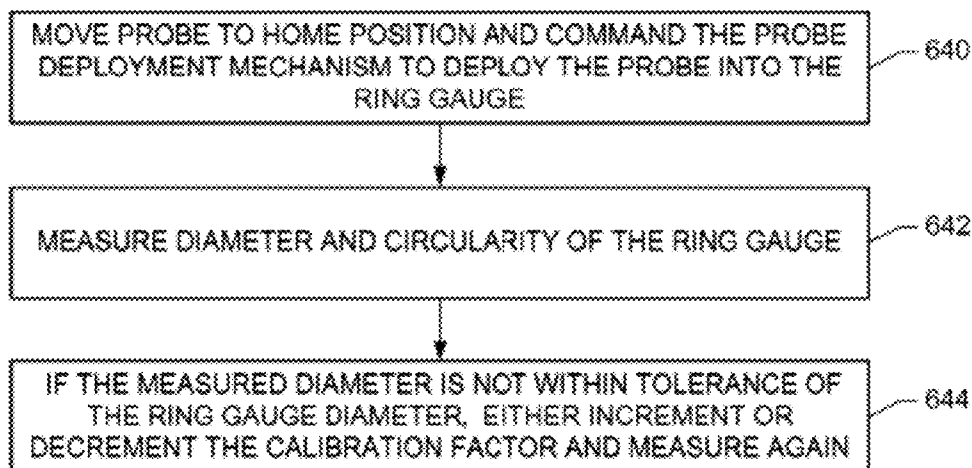 MOVE PROBE TO HOME POSITION AND COMMAND THE PROBE
DEPLOYMENT MECHANISM TO DEPLOY THE PROBE INTO THE
RING GAUGE
640
MEASURE DIAMETER AND CIRCULARITY OF THE RING GAUGE
642
IF THE MEASURED DIAMETER IS NOT WITHIN TOLERANCE OF
THE RING GAUGE DIAMETER, EITHER INCREMENT OR
DECREMENT THE CALIBRATION FACTOR AND MEASURE AGAIN
644